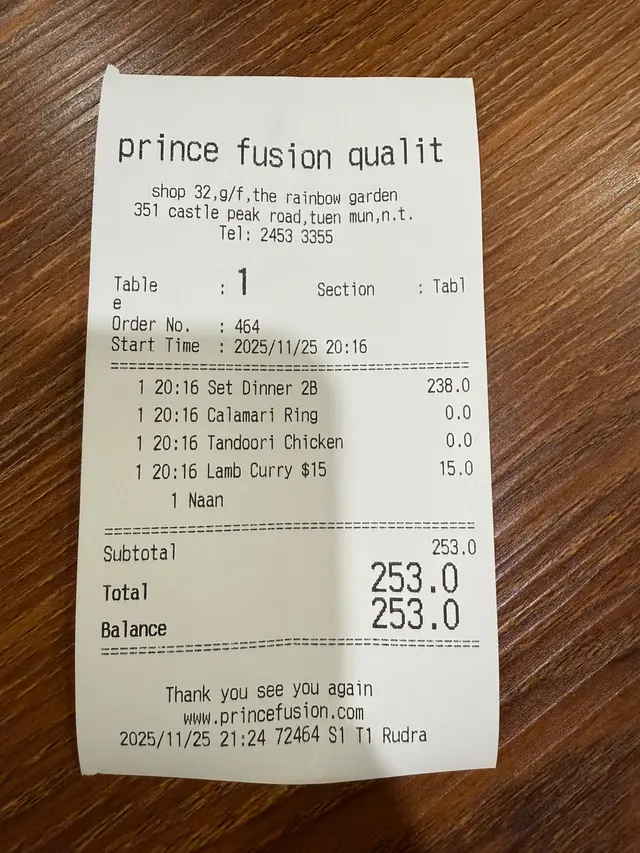 prince fusion qualit
shop 32,g/f,the rainbow garden
351 castle peak road,tuen mun,n.t.
Tel: 2453 3355
Table : 1 Section : Tabl
e
Order No. : 464
Start Time : 2025/11/25 20:16
========================================
1 20:16 Set Dinner 2B 238.0
1 20:16 Calamari Ring 0.0
1 20:16 Tandoori Chicken 0.0
1 20:16 Lamb Curry $15 15.0
1 Naan
========================================
Subtotal 253.0
Total 253.0
Balance 253.0
========================================
Thank you see you again
www.princefusion.com
2025/11/25 21:24 72464 S1 T1 Rudra